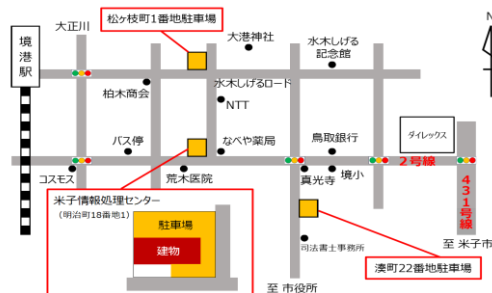 松ヶ枝町1番地駐車場
N
大正川
大港神社
水木しげる
記念館
境港駅
柏木商会
水木しげるロード
NTT
バス停
なべや薬局
鳥取銀行
ダイレックス
2号線
コスモス
荒木医院
真光寺
境小
431号線
米子情報処理センター
(明治町18番地1)
駐車場
建物
司法書士事務所
至 米子市
湊町22番地駐車場
至 市役所